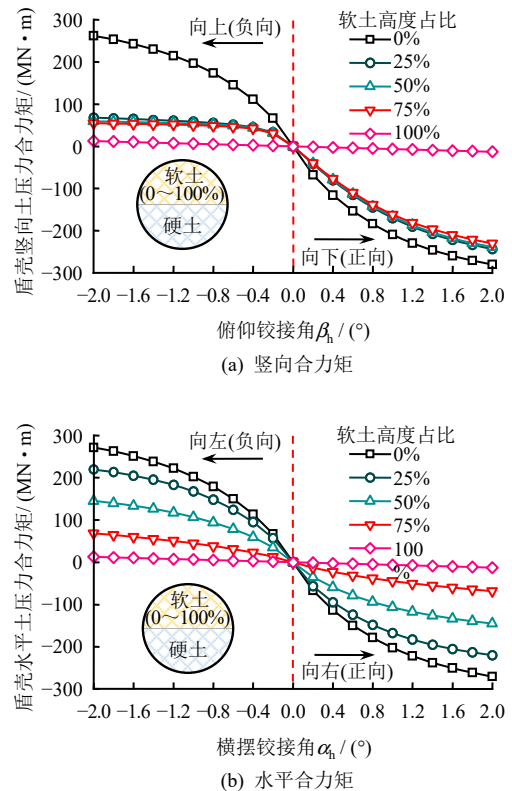 300
200
100
0
−100
−200
−300
盾壳竖向土压力合力矩/ (MN·m)
向上(负向)
软土高度占比
0%
25%
50%
75%
100%
软土
(0～100%)
硬土
向下(正向)
−2.0 −1.6 −1.2 −0.8 −0.4 0.0 0.4 0.8 1.2 1.6 2.0
俯仰铰接角βh / (°)
(a) 竖向合力矩
300
200
100
0
−100
−200
−300
盾壳水平土压力合力矩/ (MN·m)
向左(负向)
软土高度占比
0%
25%
50%
75%
100
0%
软土
(0～100%)
硬土
向右(正向)
−2.0 −1.6 −1.2 −0.8 −0.4 0.0 0.4 0.8 1.2 1.6 2.0
横摆铰接角αh / (°)
(b) 水平合力矩